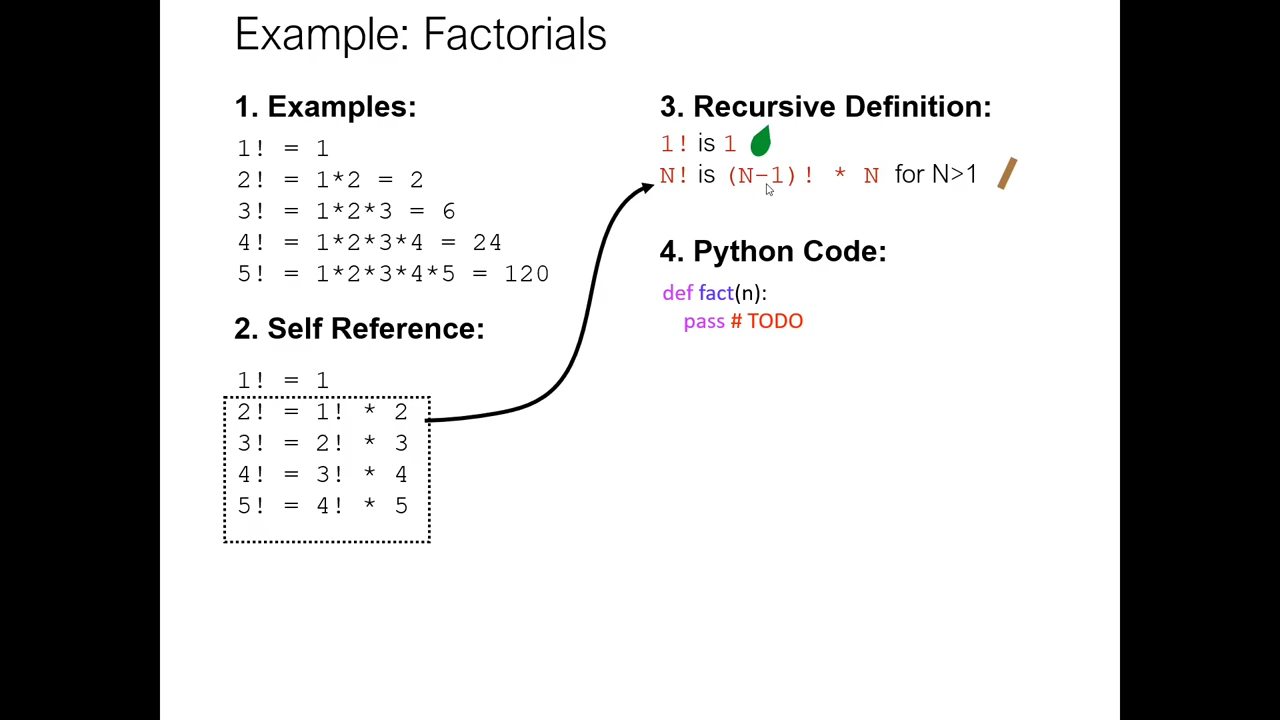 Example: Factorials
1. Examples:
1! = 1
2! = 1*2 = 2
3! = 1*2*3 = 6
4! = 1*2*3*4 = 24
5! = 1*2*3*4*5 = 120
2. Self Reference:
1! = 1
2! = 1! * 2
3! = 2! * 3
4! = 3! * 4
5! = 4! * 5
3. Recursive Definition:
1! is 1
N! is (N-1)! * N for N>1
4. Python Code:
def fact(n):
pass # TODO